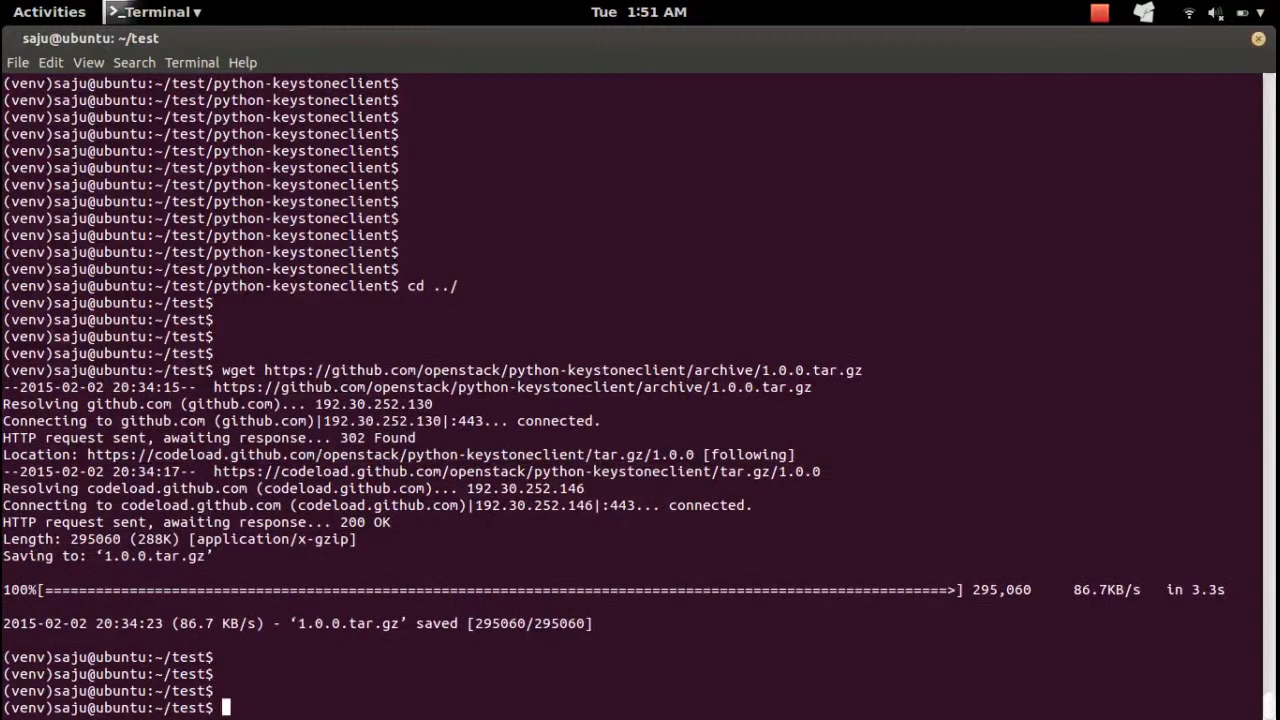 Activities Terminal Tue 1:51 AM
saju@ubuntu: ~/test
File Edit View Search Terminal Help
(venv)saju@ubuntu:~/test/python-keystoneclient$
(venv)saju@ubuntu:~/test/python-keystoneclient$
(venv)saju@ubuntu:~/test/python-keystoneclient$
(venv)saju@ubuntu:~/test/python-keystoneclient$
(venv)saju@ubuntu:~/test/python-keystoneclient$
(venv)saju@ubuntu:~/test/python-keystoneclient$
(venv)saju@ubuntu:~/test/python-keystoneclient$
(venv)saju@ubuntu:~/test/python-keystoneclient$
(venv)saju@ubuntu:~/test/python-keystoneclient$
(venv)saju@ubuntu:~/test/python-keystoneclient$
(venv)saju@ubuntu:~/test/python-keystoneclient$
(venv)saju@ubuntu:~/test/python-keystoneclient$
(venv)saju@ubuntu:~/test/python-keystoneclient$ cd ../
(venv)saju@ubuntu:~/test$
(venv)saju@ubuntu:~/test$
(venv)saju@ubuntu:~/test$
(venv)saju@ubuntu:~/test$
(venv)saju@ubuntu:~/test$ wget https://github.com/openstack/python-keystoneclient/archive/1.0.0.tar.gz
--2015-02-02 20:34:15--  https://github.com/openstack/python-keystoneclient/archive/1.0.0.tar.gz
Resolving github.com (github.com)... 192.30.252.130
Connecting to github.com (github.com)|192.30.252.130|:443... connected.
HTTP request sent, awaiting response... 302 Found
Location: https://codeload.github.com/openstack/python-keystoneclient/tar.gz/1.0.0 [following]
--2015-02-02 20:34:17--  https://codeload.github.com/openstack/python-keystoneclient/tar.gz/1.0.0
Resolving codeload.github.com (codeload.github.com)... 192.30.252.146
Connecting to codeload.github.com (codeload.github.com)|192.30.252.146|:443... connected.
HTTP request sent, awaiting response... 200 OK
Length: 295060 (288K) [application/x-gzip]
Saving to: ‘1.0.0.tar.gz’
100%[============================================================================================================>] 295,060     86.7KB/s   in 3.3s
2015-02-02 20:34:23 (86.7 KB/s) - ‘1.0.0.tar.gz’ saved [295060/295060]
(venv)saju@ubuntu:~/test$
(venv)saju@ubuntu:~/test$
(venv)saju@ubuntu:~/test$
(venv)saju@ubuntu:~/test$